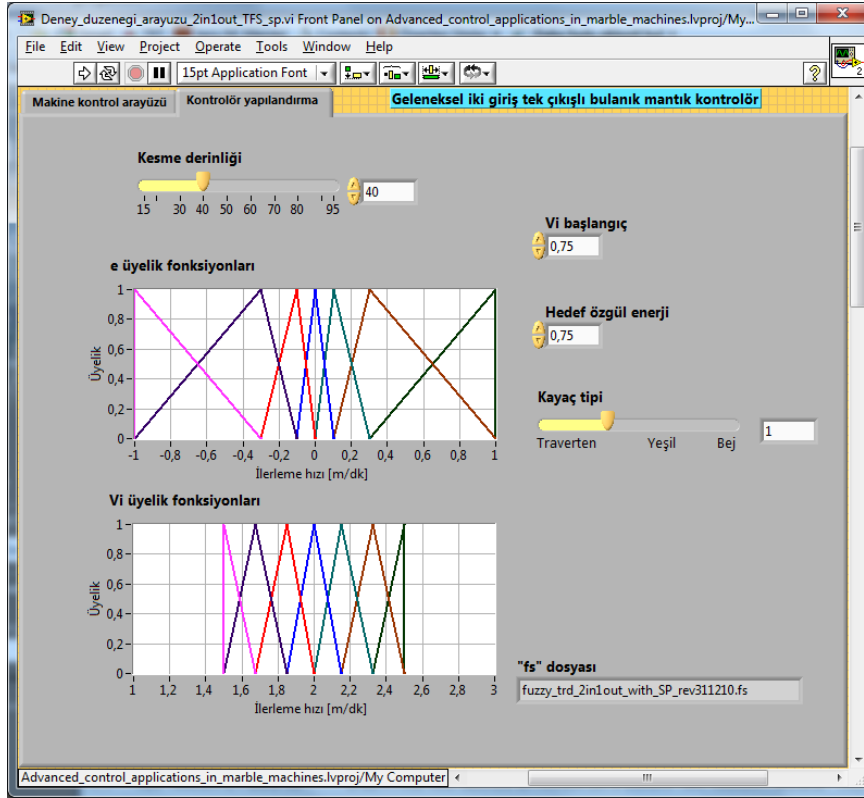 Deney_duzenegi_arayuzu_2in1out_TFS_sp.vi Front Panel on Advanced_control_applications_in_marble_machines.lvproj/My...
File Edit View Project Operate Tools Window Help
15pt Application Font
?
2
Makine kontrol arayüzü Kontrolör yapılandırma
Geleneksel iki giriş tek çıkışlı bulanık mantık kontrolör
Kesme derinliği
40
15 30 40 50 60 70 80 95
Vi başlangıç
0,75
e üyelik fonksiyonları
1
0,8
0,6
0,4
0,2
0
Üyelik
-1 -0,8 -0,6 -0,4 -0,2 0 0,2 0,4 0,6 0,8 1
İlerleme hızı [m/dk]
Hedef özgül enerji
0,75
Kayaç tipi
1
Traverten Yeşil Bej
Vi üyelik fonksiyonları
1
0,8
0,6
0,4
0,2
0
Üyelik
1 1,2 1,4 1,6 1,8 2 2,2 2,4 2,6 2,8 3
İlerleme hızı [m/dk]
"fs" dosyası
fuzzy_trd_2in1out_with_SP_rev311210.fs
Advanced_control_applications_in_marble_machines.lvproj/My Computer